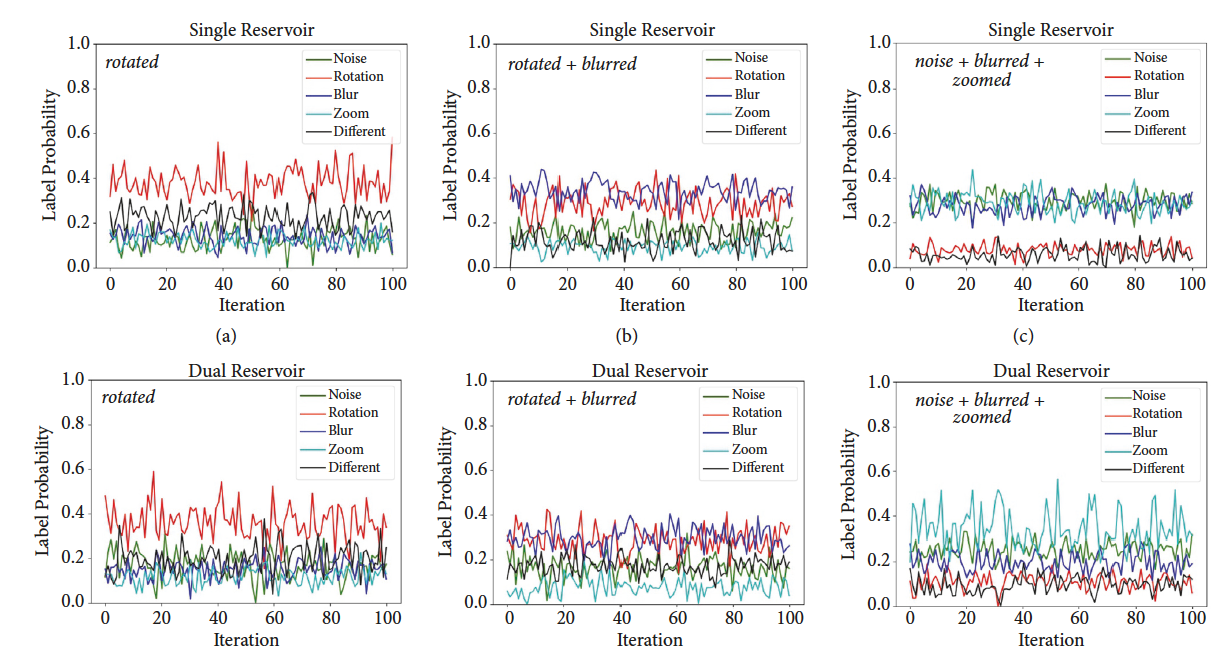 Single Reservoir
rotated
Noise
Rotation
Blur
Zoom
Different
1.0
0.8
0.6
0.4
0.2
0.0
Label Probability
0 20 40 60 80 100
Iteration
(a)
Single Reservoir
rotated + blurred
Noise
Rotation
Blur
Zoom
Different
1.0
0.8
0.6
0.4
0.2
0.0
Label Probability
0 20 40 60 80 100
Iteration
(b)
Single Reservoir
noise + blurred +
zoomed
Noise
Rotation
Blur
Zoom
Different
1.0
0.8
0.6
0.4
0.2
0.0
Label Probability
0 20 40 60 80 100
Iteration
(c)
Dual Reservoir
rotated
Noise
Rotation
Blur
Zoom
Different
1.0
0.8
0.6
0.4
0.2
0.0
Label Probability
0 20 40 60 80 100
Iteration
Dual Reservoir
rotated + blurred
Noise
Rotation
Blur
Zoom
Different
1.0
0.8
0.6
0.4
0.2
0.0
Label Probability
0 20 40 60 80 100
Iteration
Dual Reservoir
noise + blurred +
zoomed
Noise
Rotation
Blur
Zoom
Different
1.0
0.8
0.6
0.4
0.2
0.0
Label Probability
0 20 40 60 80 100
Iteration